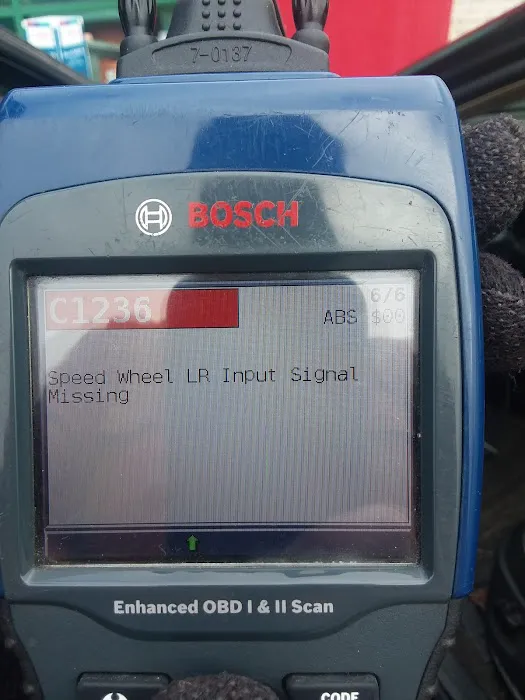 7-0137
BOSCH
C1236
6/6
ABS $00
Speed Wheel LR Input Signal
Missing
Enhanced OBD I & II Scan
CODE